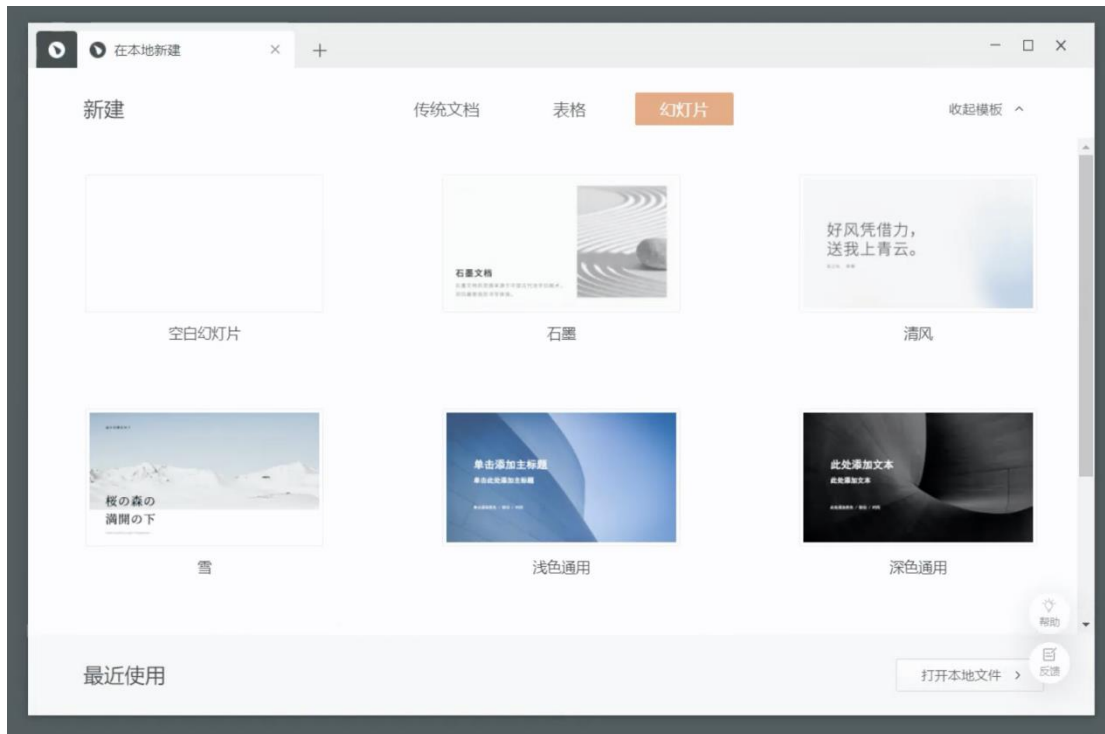 在本地新建
新建
传统文档
表格
幻灯片
收起模板
石墨文档
好风凭借力，
送我上青云。
空白幻灯片
石墨
清风
桜の森の
満開の下
单击添加主标题
单击此处添加主标题
此处添加文本
此处添加文本
雪
浅色通用
深色通用
帮助
反馈
最近使用
打开本地文件